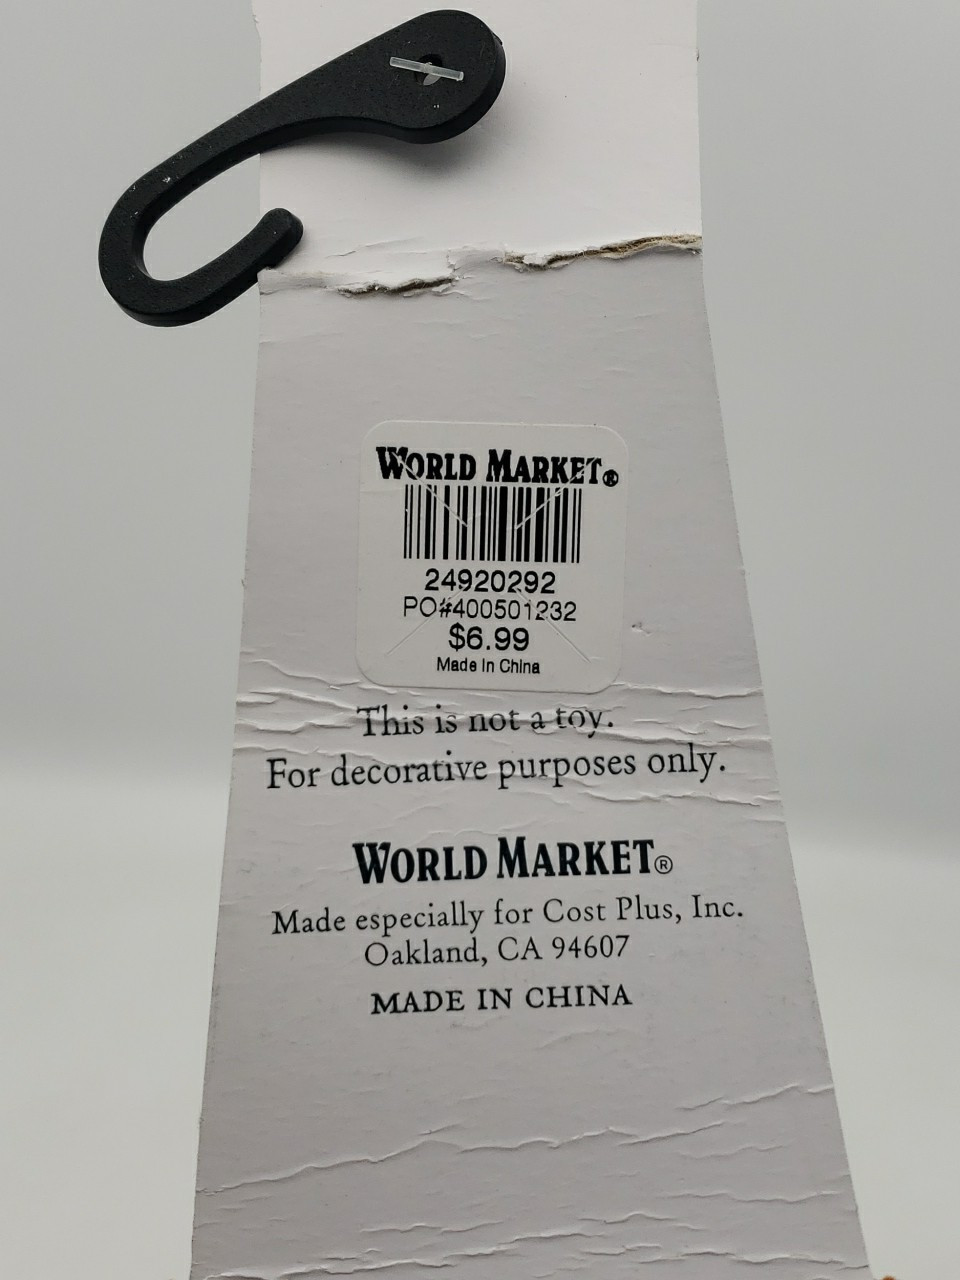 WORLD MARKET®
24920292
PO#400501232
$6.99
Made In China
This is not a toy.
For decorative purposes only.
WORLD MARKET®
Made especially for Cost Plus, Inc.
Oakland, CA 94607
MADE IN CHINA